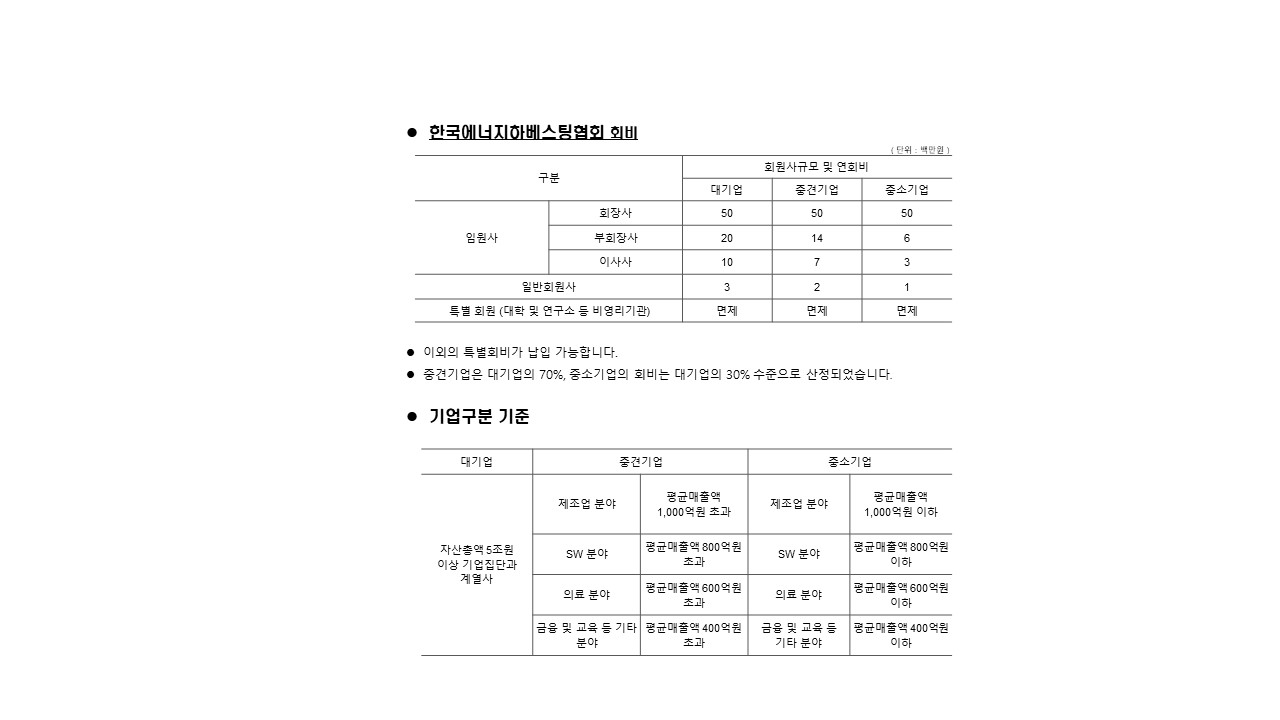 ● 한국에너지하베스팅협회 회비
( 단위 : 백만원 )
구분
회원사규모 및 연회비
대기업 중견기업 중소기업
임원사
회장사 50 50 50
부회장사 20 14 6
이사사 10 7 3
일반회원사 3 2 1
특별 회원 (대학 및 연구소 등 비영리기관) 면제 면제 면제
● 이외의 특별회비가 납입 가능합니다.
● 중견기업은 대기업의 70%, 중소기업의 회비는 대기업의 30% 수준으로 산정되었습니다.
● 기업구분 기준
대기업 중견기업 중소기업
자산총액 5조원
이상 기업집단과
계열사
제조업 분야
평균매출액
1,000억원 초과
제조업 분야
평균매출액
1,000억원 이하
SW 분야
평균매출액 800억원
초과
SW 분야
평균매출액 800억원
이하
의료 분야
평균매출액 600억원
초과
의료 분야
평균매출액 600억원
이하
금융 및 교육 등 기타
분야
평균매출액 400억원
초과
금융 및 교육 등
기타 분야
평균매출액 400억원
이하